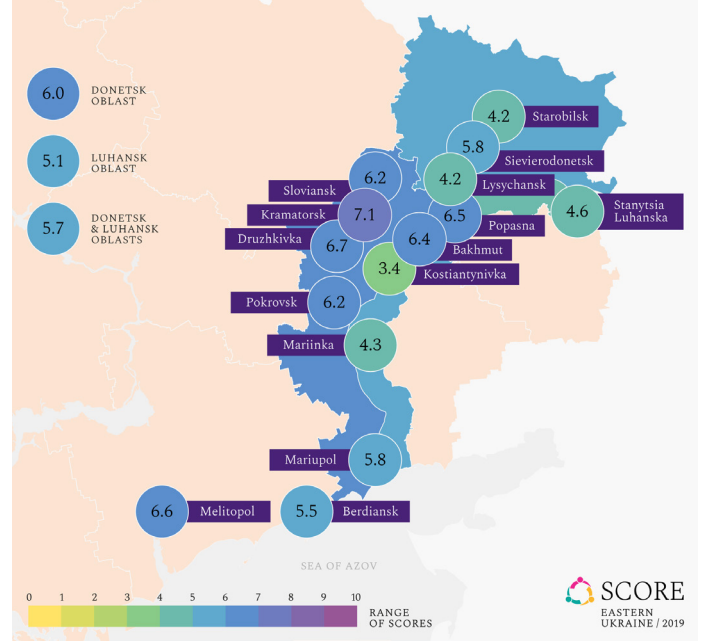 6.0
DONETSK
OBLAST
5.1
LUHANSK
OBLAST
5.7
DONETSK
& LUHANSK
OBLASTS
4.2
Starobilsk
5.8
Sievierodonetsk
6.2
Sloviansk
4.2
Lysychansk
7.1
Kramatorsk
4.6
Stanytsia
Luhanska
6.5
Popasna
6.7
Druzhkivka
6.4
Bakhmut
3.4
Kostiantynivka
6.2
Pokrovsk
4.3
Mariinka
5.8
Mariupol
6.6
Melitopol
5.5
Berdiansk
SEA OF AZOV
0 1 2 3 4 5 6 7 8 9 10
RANGE
OF SCORES
SCORE
EASTERN
UKRAINE / 2019